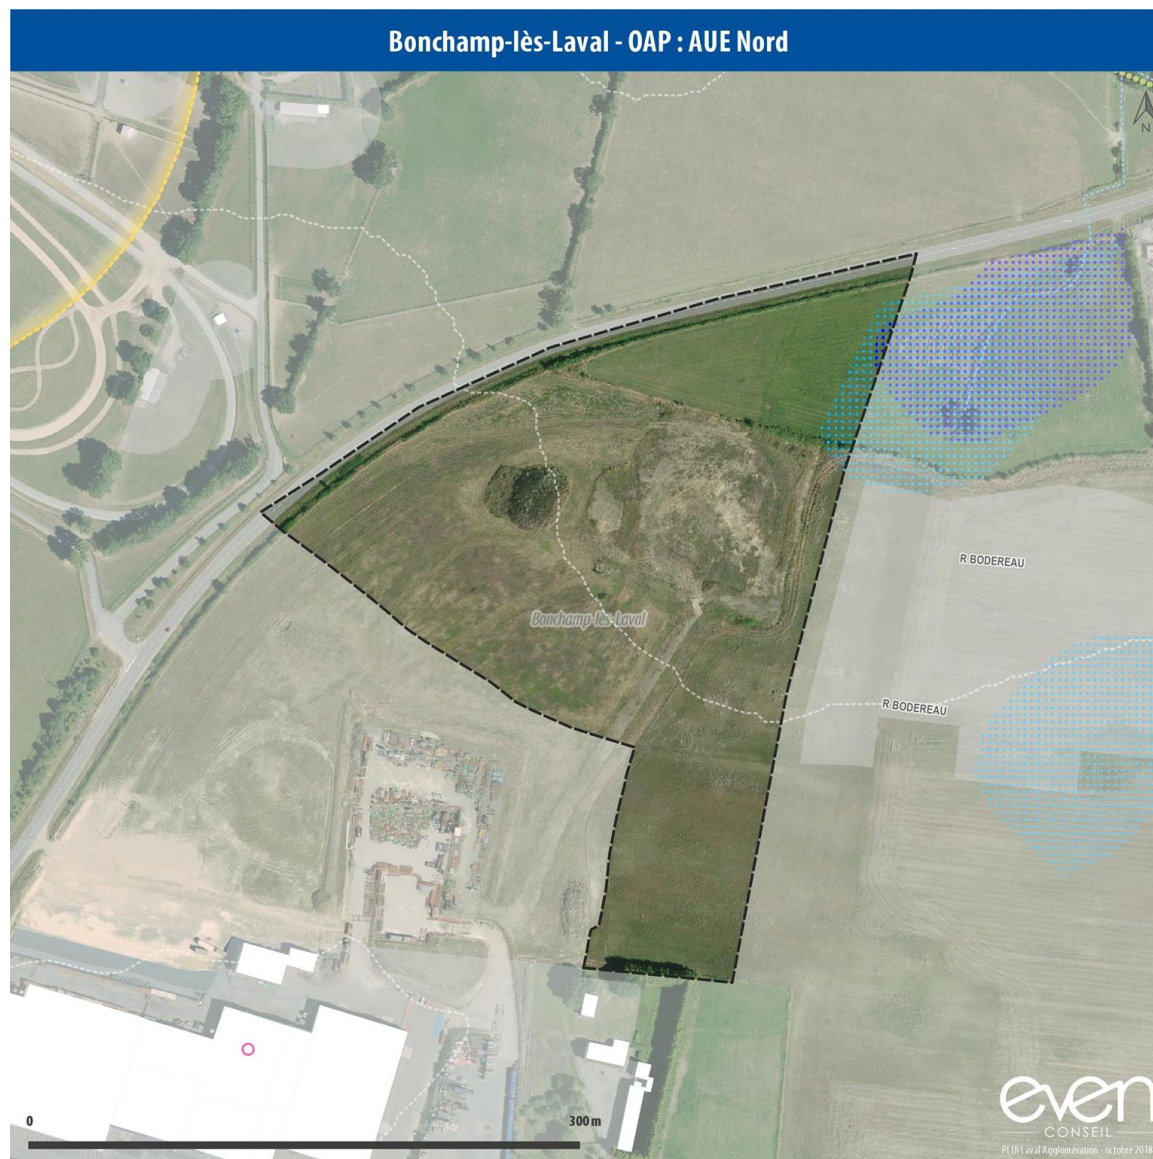 Bonchamp-lès-Laval - OAP : AUE Nord
N
R BODEREAU
Bonchamp-lès-Laval
R BODEREAU
0 300 m
even
CONSEIL
PLUi Laval Agglomération - octobre 2018